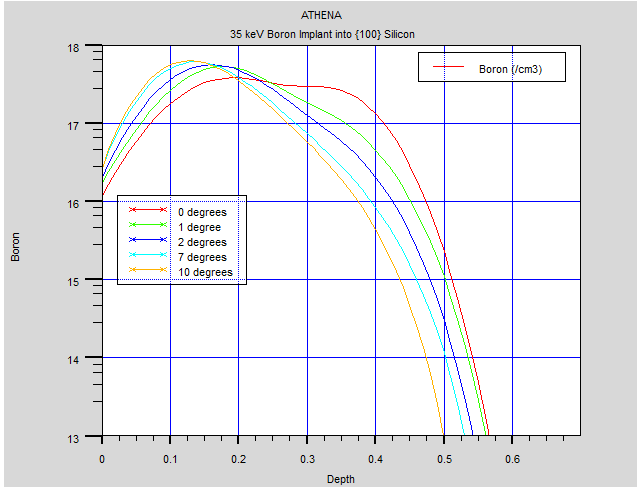 ATHENA
35 keV Boron Implant into {100} Silicon
Boron (/cm3)
18
17
16
15
14
13
Boron
0 degrees
1 degree
2 degrees
7 degrees
10 degrees
0 0.1 0.2 0.3 0.4 0.5 0.6
Depth